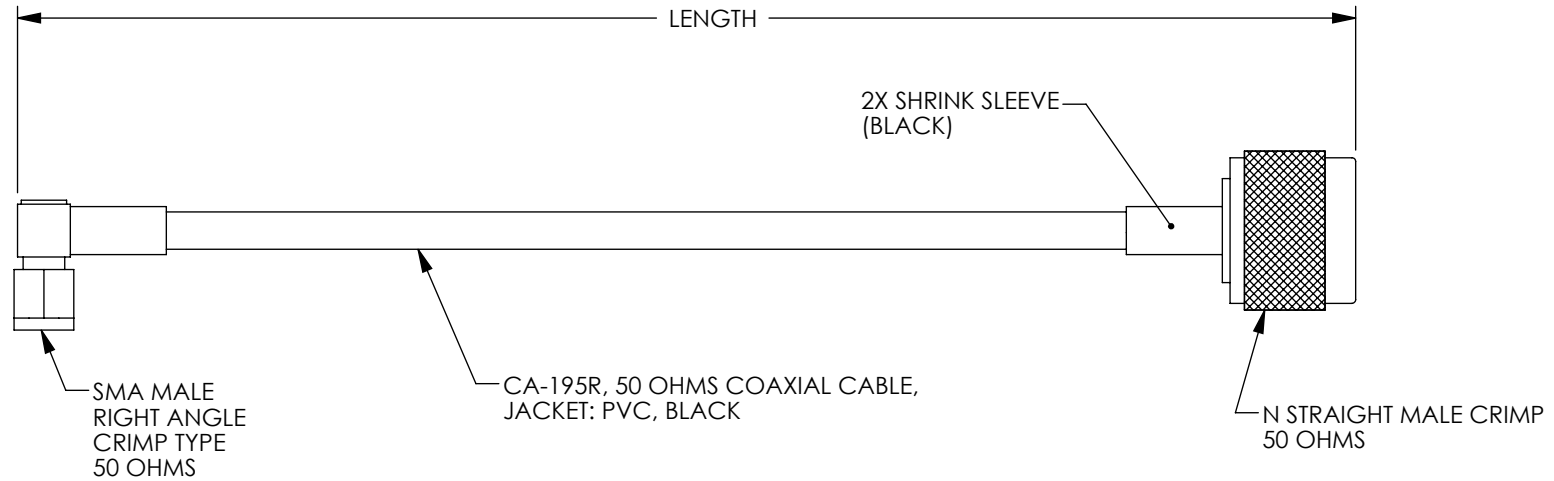 LENGTH
2X SHRINK SLEEVE
(BLACK)
SMA MALE
RIGHT ANGLE
CRIMP TYPE
50 OHMS
CA-195R, 50 OHMS COAXIAL CABLE,
JACKET: PVC, BLACK
N STRAIGHT MALE CRIMP
50 OHMS